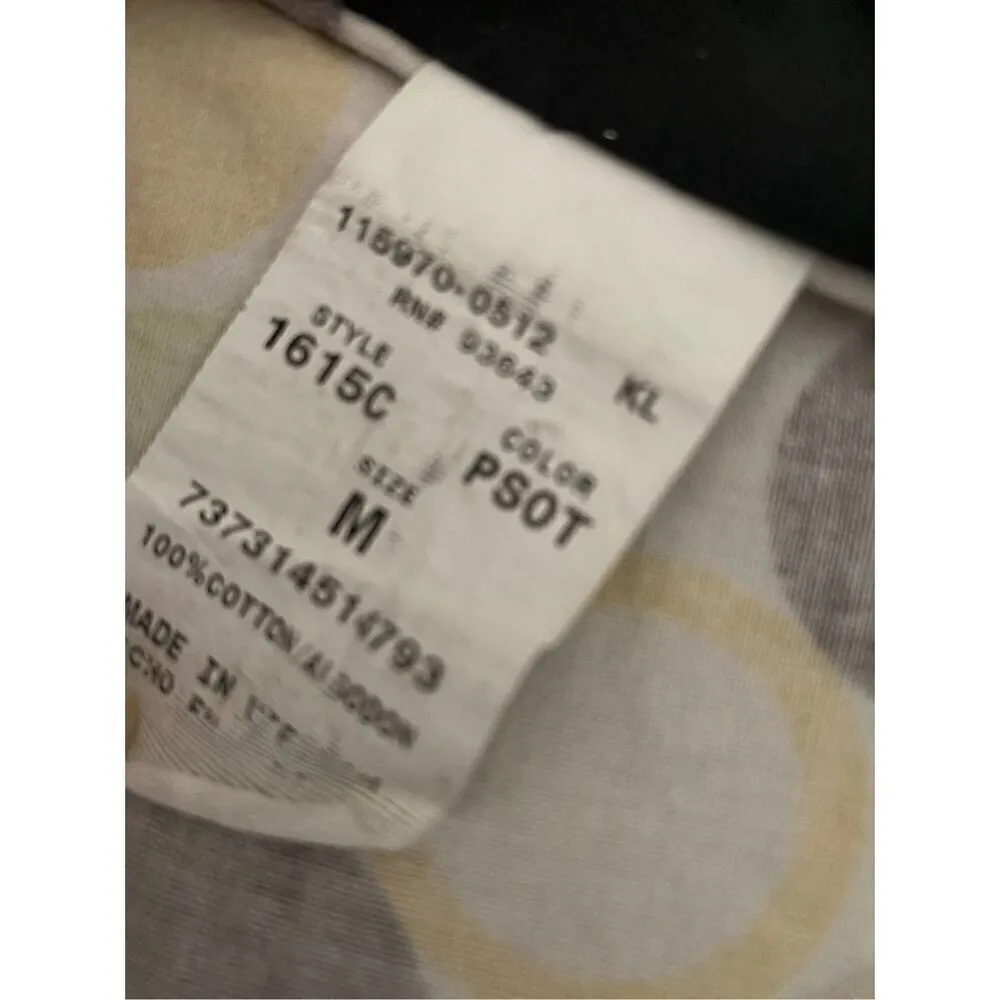 115970-0512
RN# 93643 KL
STYLE COLOR
1615C PSOT
SIZE
M
737314514793
100%COTTON/ALGODON
MADE IN